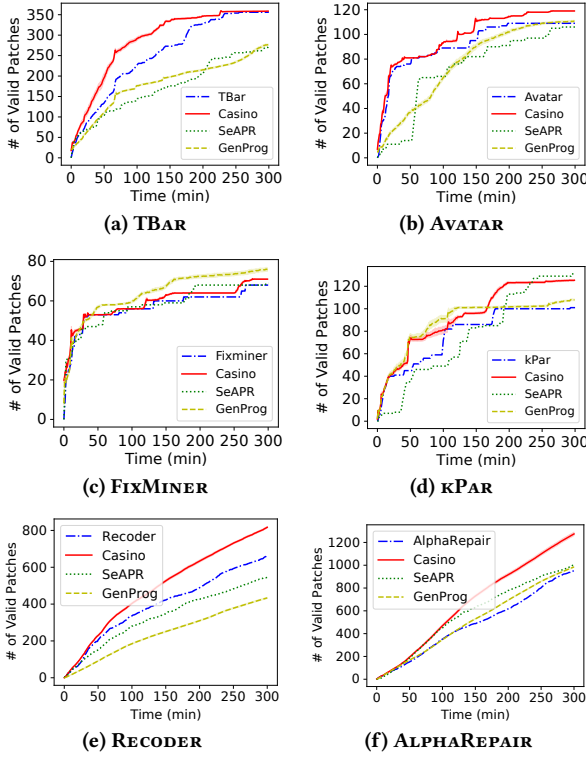 400
350
300
250
200
150
100
50
0
# of Valid Patches
TBar
Casino
SeAPR
GenProg
0 50 100 150 200 250 300
Time (min)
(a) TBAR
120
100
80
60
40
20
0
# of Valid Patches
Avatar
Casino
SeAPR
GenProg
0 50 100 150 200 250 300
Time (min)
(b) AVATAR
80
60
40
20
0
# of Valid Patches
Fixminer
Casino
SeAPR
GenProg
0 50 100 150 200 250 300
Time (min)
(c) FIXMINER
120
100
80
60
40
20
0
# of Valid Patches
kPar
Casino
SeAPR
GenProg
0 50 100 150 200 250 300
Time (min)
(d) KPAR
800
600
400
200
0
# of Valid Patches
Recoder
Casino
SeAPR
GenProg
0 50 100 150 200 250 300
Time (min)
(e) RECODER
1200
1000
800
600
400
200
0
# of Valid Patches
AlphaRepair
Casino
SeAPR
GenProg
0 50 100 150 200 250 300
Time (min)
(f) ALPHAREPAIR